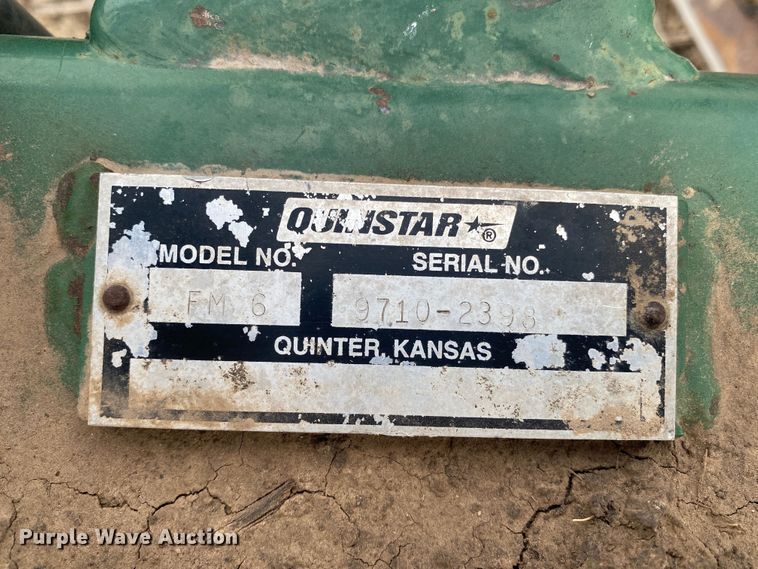 QUINSTAR ®
MODEL NO. SERIAL NO.
FM 6 9710-2398
QUINTER, KANSAS
Purple Wave Auction